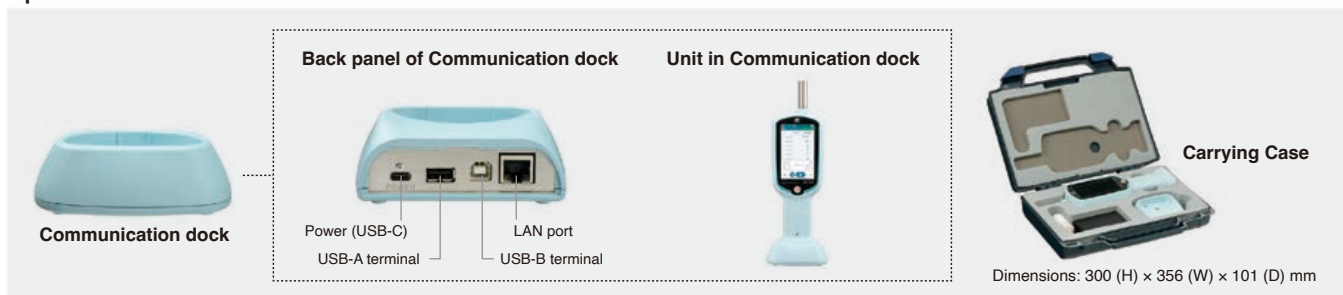 Back panel of Communication dock
Unit in Communication dock
Communication dock
POWER
Power (USB-C)
LAN port
USB-A terminal
USB-B terminal
Carrying Case
Dimensions: 300 (H) × 356 (W) × 101 (D) mm